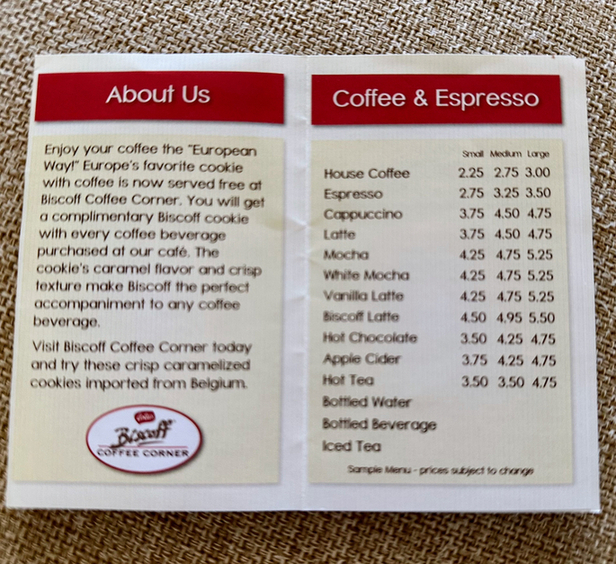 About Us
Enjoy your coffee the "European
Way!" Europe's favorite cookie
with coffee is now served free at
Biscoff Coffee Corner. You will get
a complimentary Biscoff cookie
with every coffee beverage
purchased at our café. The
cookie's caramel flavor and crisp
texture make Biscoff the perfect
accompaniment to any coffee
beverage.
Visit Biscoff Coffee Corner today
and try these crisp caramelized
cookies imported from Belgium.
Biscoff
COFFEE CORNER
Coffee & Espresso
Small Medium Large
House Coffee 2.25 2.75 3.00
Espresso 2.75 3.25 3.50
Cappuccino 3.75 4.50 4.75
Latte 3.75 4.50 4.75
Mocha 4.25 4.75 5.25
White Mocha 4.25 4.75 5.25
Vanilla Latte 4.25 4.75 5.25
Biscoff Latte 4.50 4.95 5.50
Hot Chocolate 3.50 4.25 4.75
Apple Cider 3.75 4.25 4.75
Hot Tea 3.50 3.50 4.75
Bottled Water
Bottled Beverage
Iced Tea
Sample Menu - prices subject to change